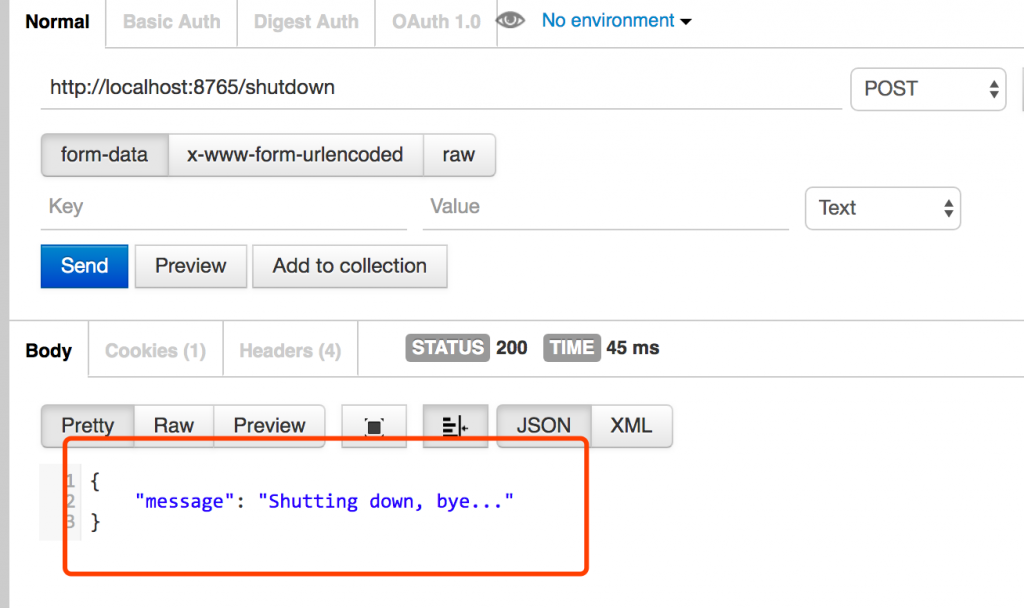 Normal Basic Auth Digest Auth OAuth 1.0 No environment
http://localhost:8765/shutdown POST
form-data x-www-form-urlencoded raw
Key Value Text
Send Preview Add to collection
Body Cookies (1) Headers (4) STATUS 200 TIME 45 ms
Pretty Raw Preview JSON XML
1 {
2 "message": "Shutting down, bye..."
3 }